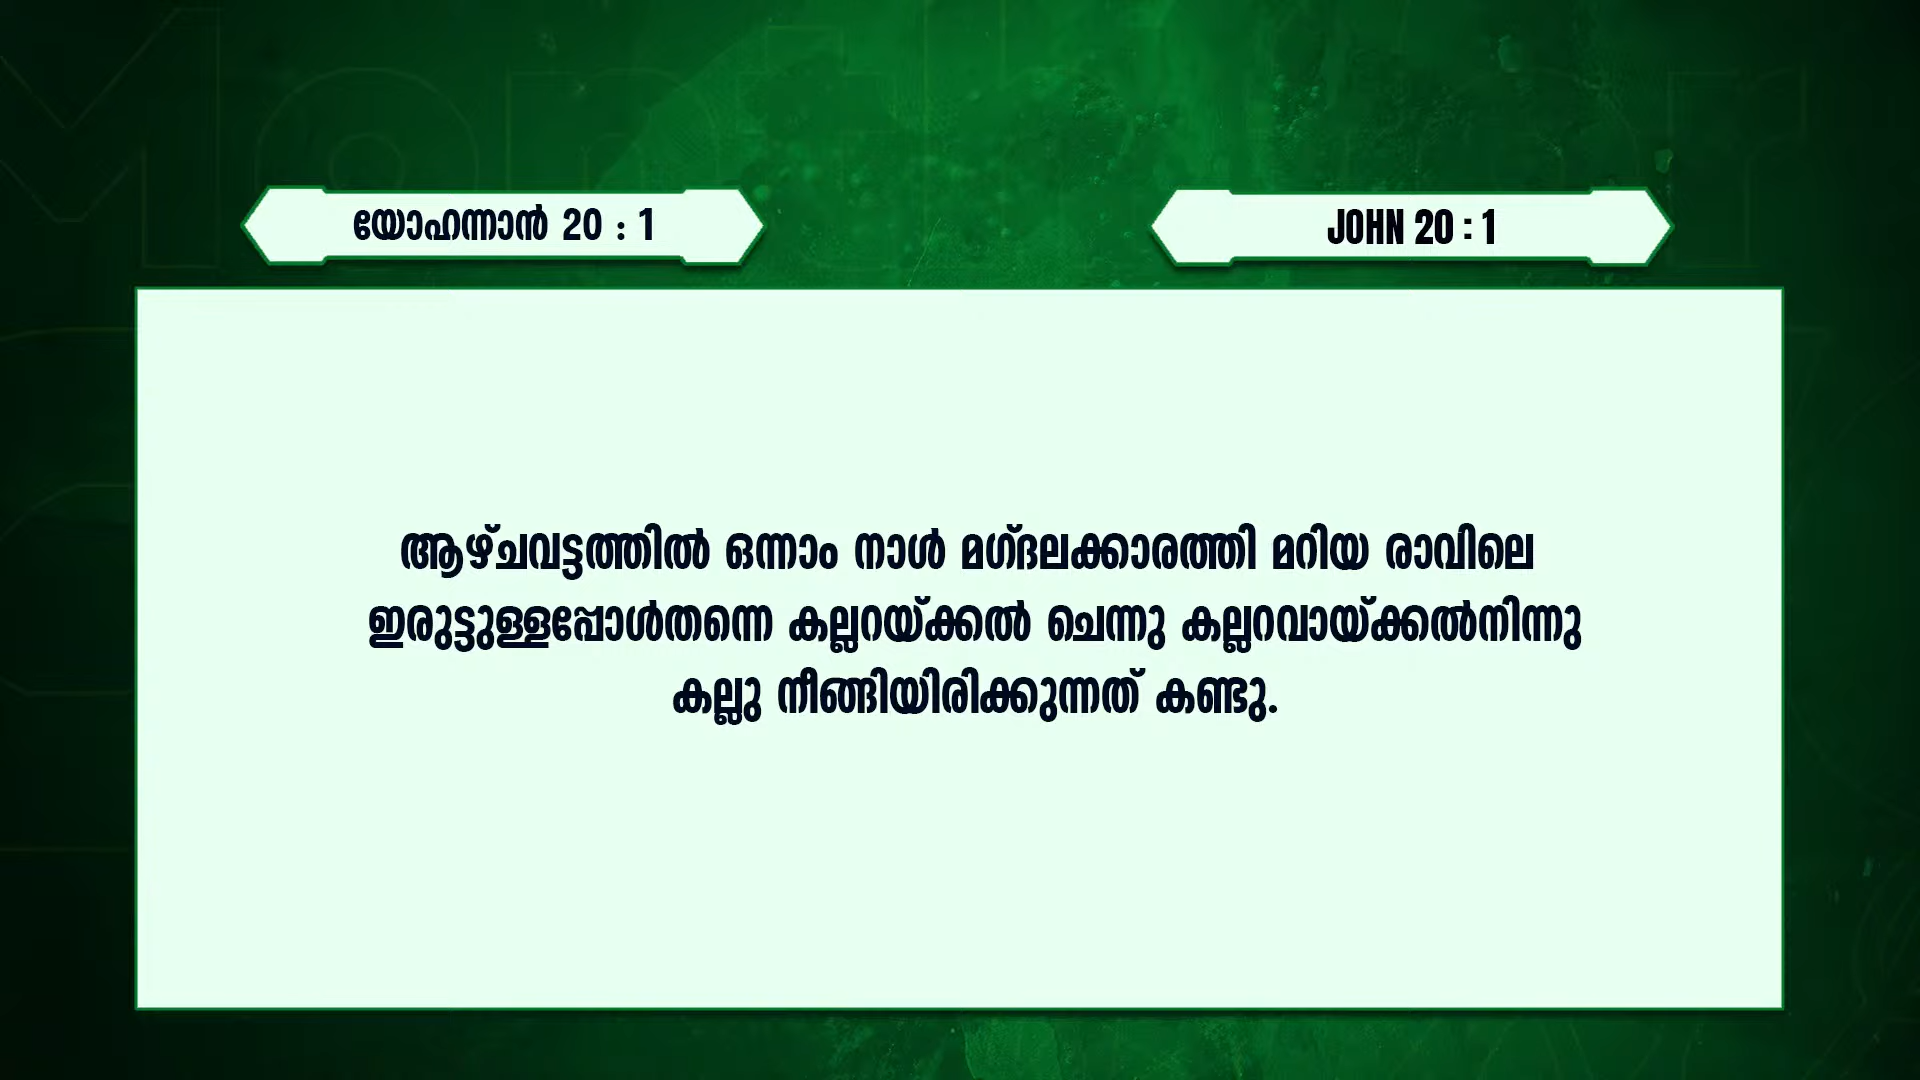 യോഹന്നാൻ 20 : 1
JOHN 20 : 1
ആഴ്ചവട്ടത്തിൽ ഒന്നാം നാൾ മഗ്ദലക്കാരത്തി മറിയ രാവിലെ
ഇരുട്ടുള്ളപ്പോൾതന്നെ കല്ലറയ്ക്കൽ ചെന്നു കല്ലറവായ്ക്കൽനിന്നു
കല്ലു നീങ്ങിയിരിക്കുന്നത് കണ്ടു.